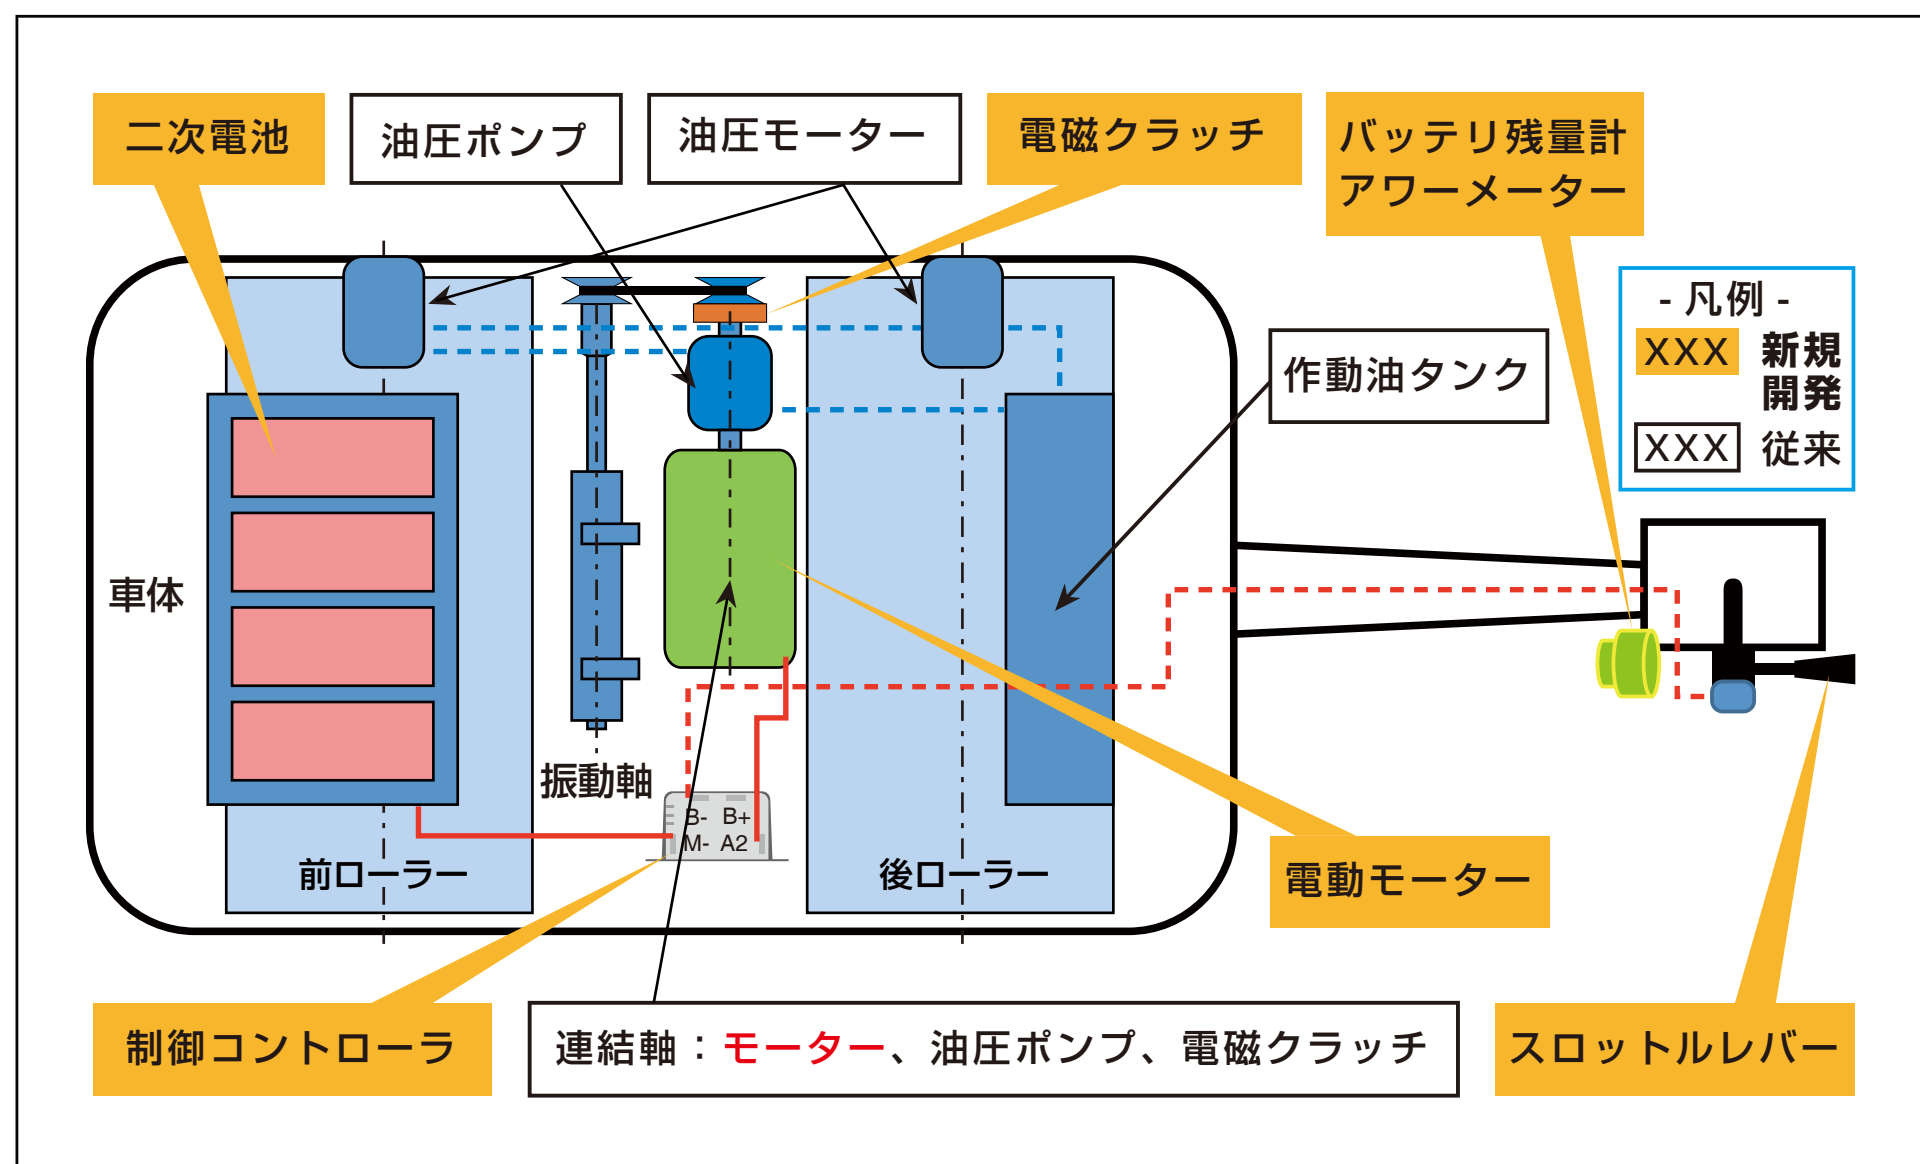 二次電池
油圧ポンプ
油圧モーター
電磁クラッチ
バッテリ残量計
アワーメーター
- 凡例 -
XXX 新規
開発
XXX 従来
作動油タンク
車体
振動軸
B- B+
M- A2
前ローラー
後ローラー
電動モーター
制御コントローラ
連結軸：モーター、油圧ポンプ、電磁クラッチ
スロットルレバー